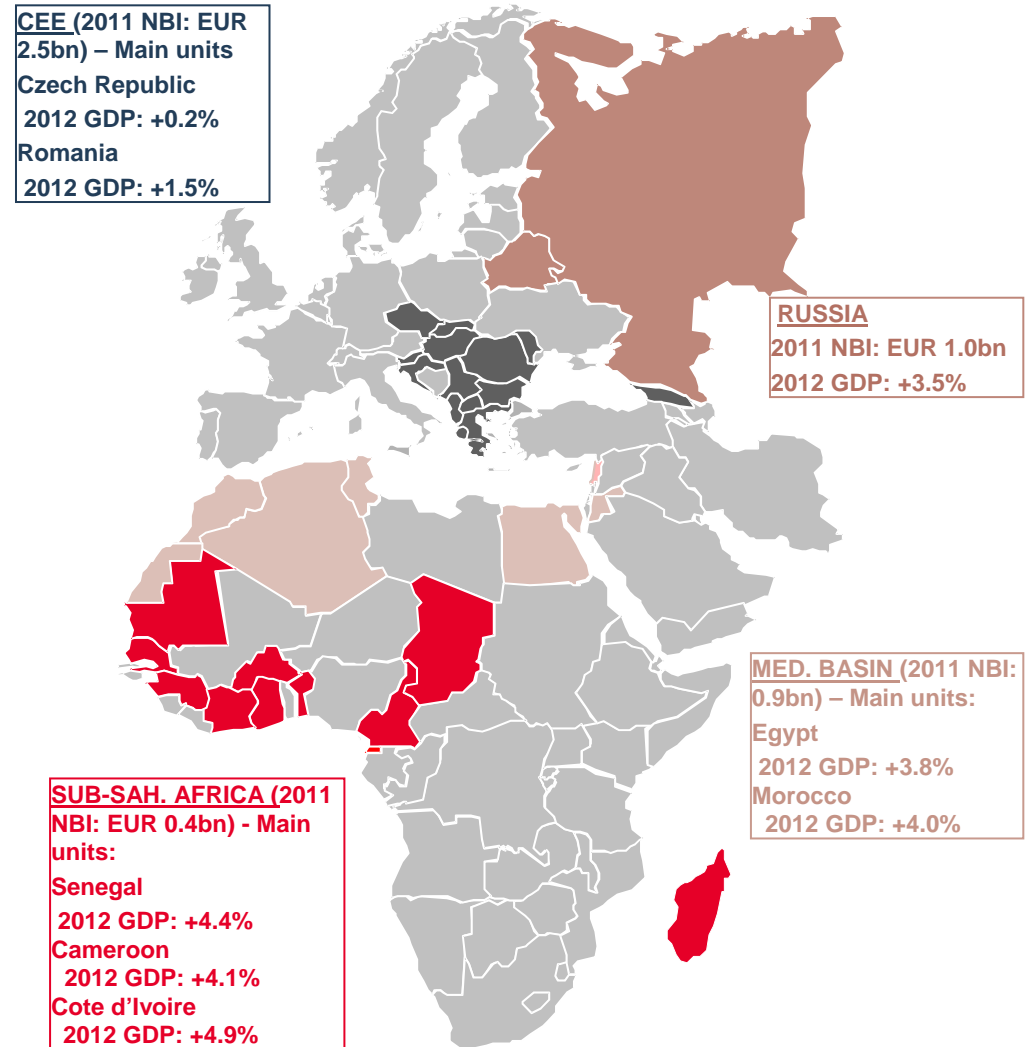 CEE (2011 NBI: EUR
2.5bn) – Main units
Czech Republic
2012 GDP: +0.2%
Romania
2012 GDP: +1.5%
RUSSIA
2011 NBI: EUR 1.0bn
2012 GDP: +3.5%
MED. BASIN (2011 NBI:
0.9bn) – Main units:
Egypt
2012 GDP: +3.8%
Morocco
2012 GDP: +4.0%
SUB-SAH. AFRICA (2011
NBI: EUR 0.4bn) - Main
units:
Senegal
2012 GDP: +4.4%
Cameroon
2012 GDP: +4.1%
Cote d’Ivoire
2012 GDP: +4.9%